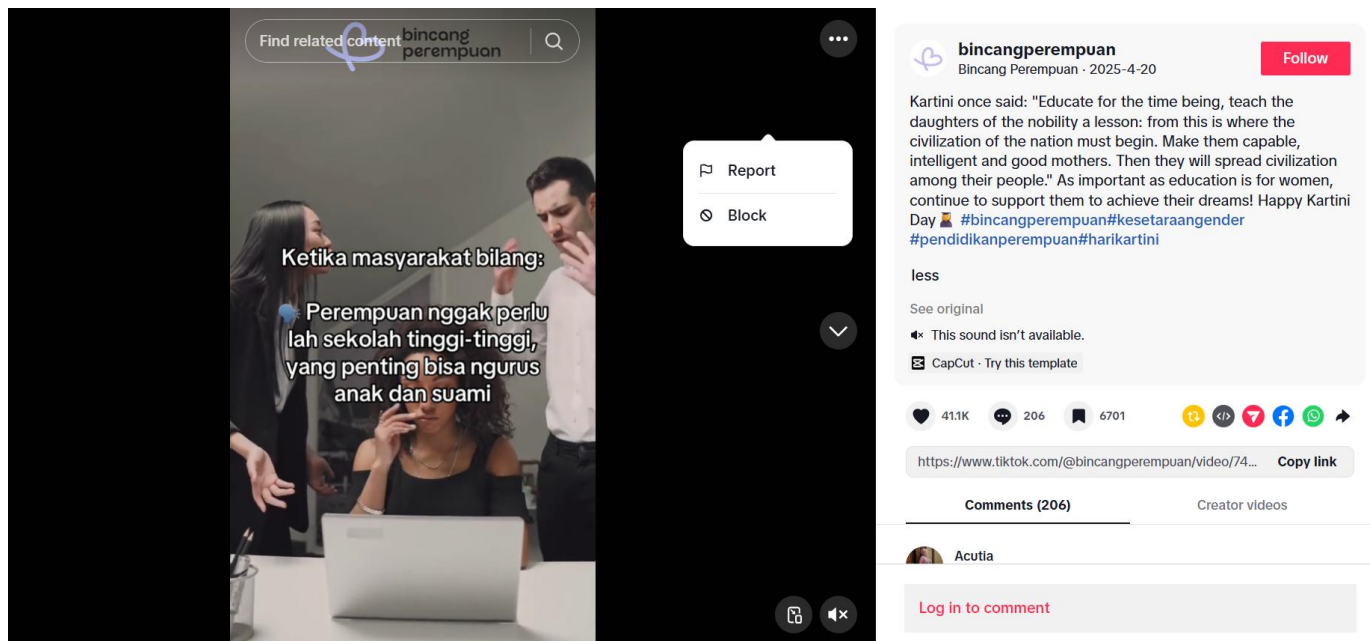 Find related content
bincang
perempuan
Ketika masyarakat bilang:
Perempuan nggak perlu
lah sekolah tinggi-tinggi,
yang penting bisa ngurus
anak dan suami
Report
Block
bincangperempuan
Bincang Perempuan · 2025-4-20
Follow
Kartini once said: "Educate for the time being, teach the
daughters of the nobility a lesson: from this is where the
civilization of the nation must begin. Make them capable,
intelligent and good mothers. Then they will spread civilization
among their people." As important as education is for women,
continue to support them to achieve their dreams! Happy Kartini
Day #bincangperempuan#kesetaraangender
#pendidikanperempuan#harikartini
less
See original
This sound isn't available.
CapCut · Try this template
41.1K
206
6701
https://www.tiktok.com/@bincangperempuan/video/74...
Copy link
Comments (206)
Creator videos
Acutia
Log in to comment